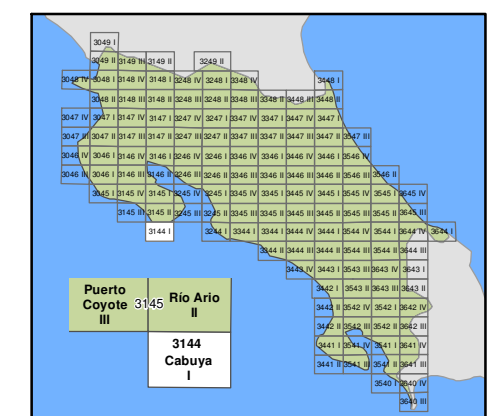 3049 I
3049 II 3149 III 3149 II 3249 II
3048 IV 3048 I 3148 IV 3148 I 3248 IV 3248 I 3348 IV 3448 I
3048 II 3148 III 3148 II 3248 III 3248 II 3348 III 3348 II 3448 III 3448 II
3047 IV 3047 I 3147 IV 3147 I 3247 IV 3247 I 3347 IV 3347 I 3447 IV 3447 I
3047 III 3047 II 3147 III 3147 II 3247 III 3247 II 3347 III 3347 II 3447 III 3447 II 3547 III
3046 IV 3046 I 3146 IV 3146 I 3246 IV 3246 I 3346 IV 3346 I 3446 IV 3446 I 3546 IV
3046 III 3046 II 3146 III 3146 II 3246 III 3246 II 3346 III 3346 II 3446 III 3446 II 3546 III 3546 II
3045 I 3145 IV 3145 I 3245 IV 3245 I 3345 IV 3345 I 3445 IV 3445 I 3545 IV 3545 I 3645 IV
3145 III 3145 II 3245 III 3245 II 3345 III 3345 II 3445 III 3445 II 3545 III 3545 II 3645 III
3144 I 3244 I 3344 IV 3344 I 3444 IV 3444 I 3544 IV 3544 I 3644 IV 3644 I
3344 II 3444 III 3444 II 3544 III 3544 II 3644 III
3443 IV 3443 I 3543 IV 3543 I 3643 IV 3643 I
3443 II 3543 III 3543 II 3643 III 3643 II
3442 I 3542 IV 3542 I 3642 IV
3442 II 3542 III 3542 II 3642 III
3441 I 3541 IV 3541 I 3641 IV
3441 II 3541 III 3541 II 3641 III
3540 I 3640 IV
3640 III
Puerto
Coyote
III
3145
Río Ario
II
3144
Cabuya
I